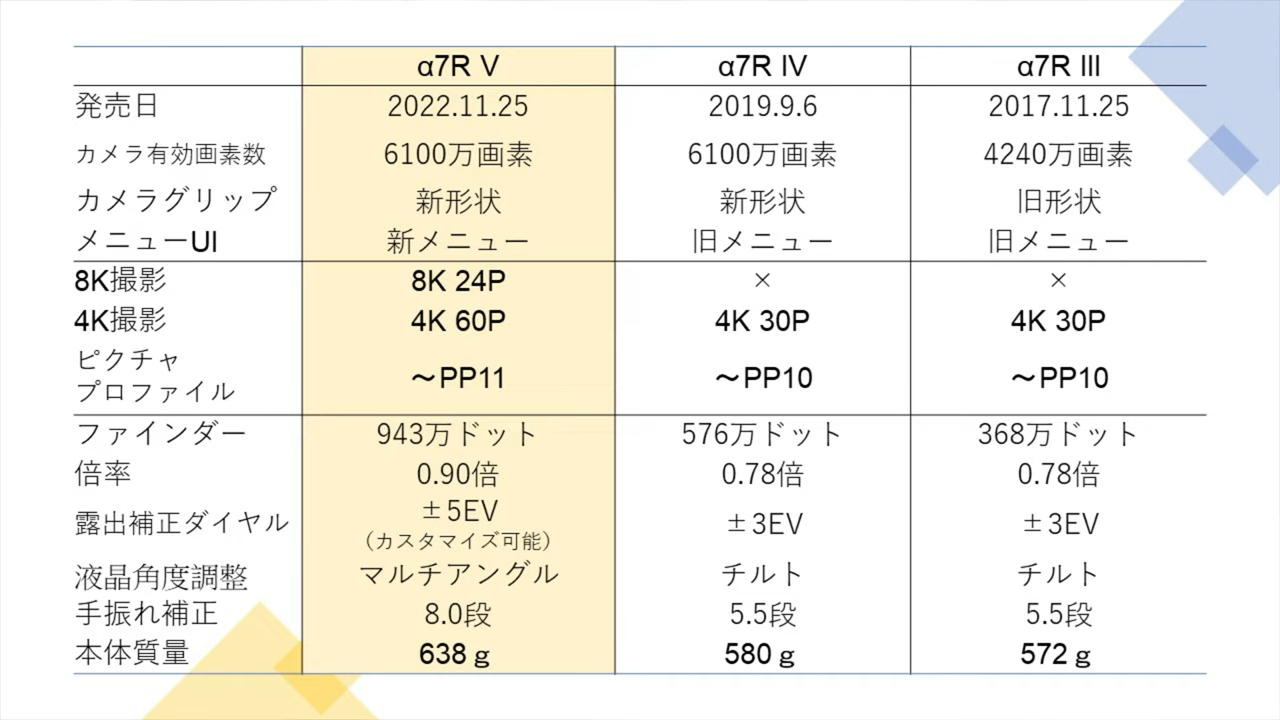 α7R V α7R IV α7R III
発売日 2022.11.25 2019.9.6 2017.11.25
カメラ有効画素数 6100万画素 6100万画素 4240万画素
カメラグリップ 新形状 新形状 旧形状
メニューUI 新メニュー 旧メニュー 旧メニュー
8K撮影 8K 24P × ×
4K撮影 4K 60P 4K 30P 4K 30P
ピクチャ
プロファイル ～PP11 ～PP10 ～PP10
ファインダー 943万ドット 576万ドット 368万ドット
倍率 0.90倍 0.78倍 0.78倍
露出補正ダイヤル ±5EV ±3EV ±3EV
（カスタマイズ可能）
液晶角度調整 マルチアングル チルト チルト
手振れ補正 8.0段 5.5段 5.5段
本体質量 638ｇ 580ｇ 572ｇ